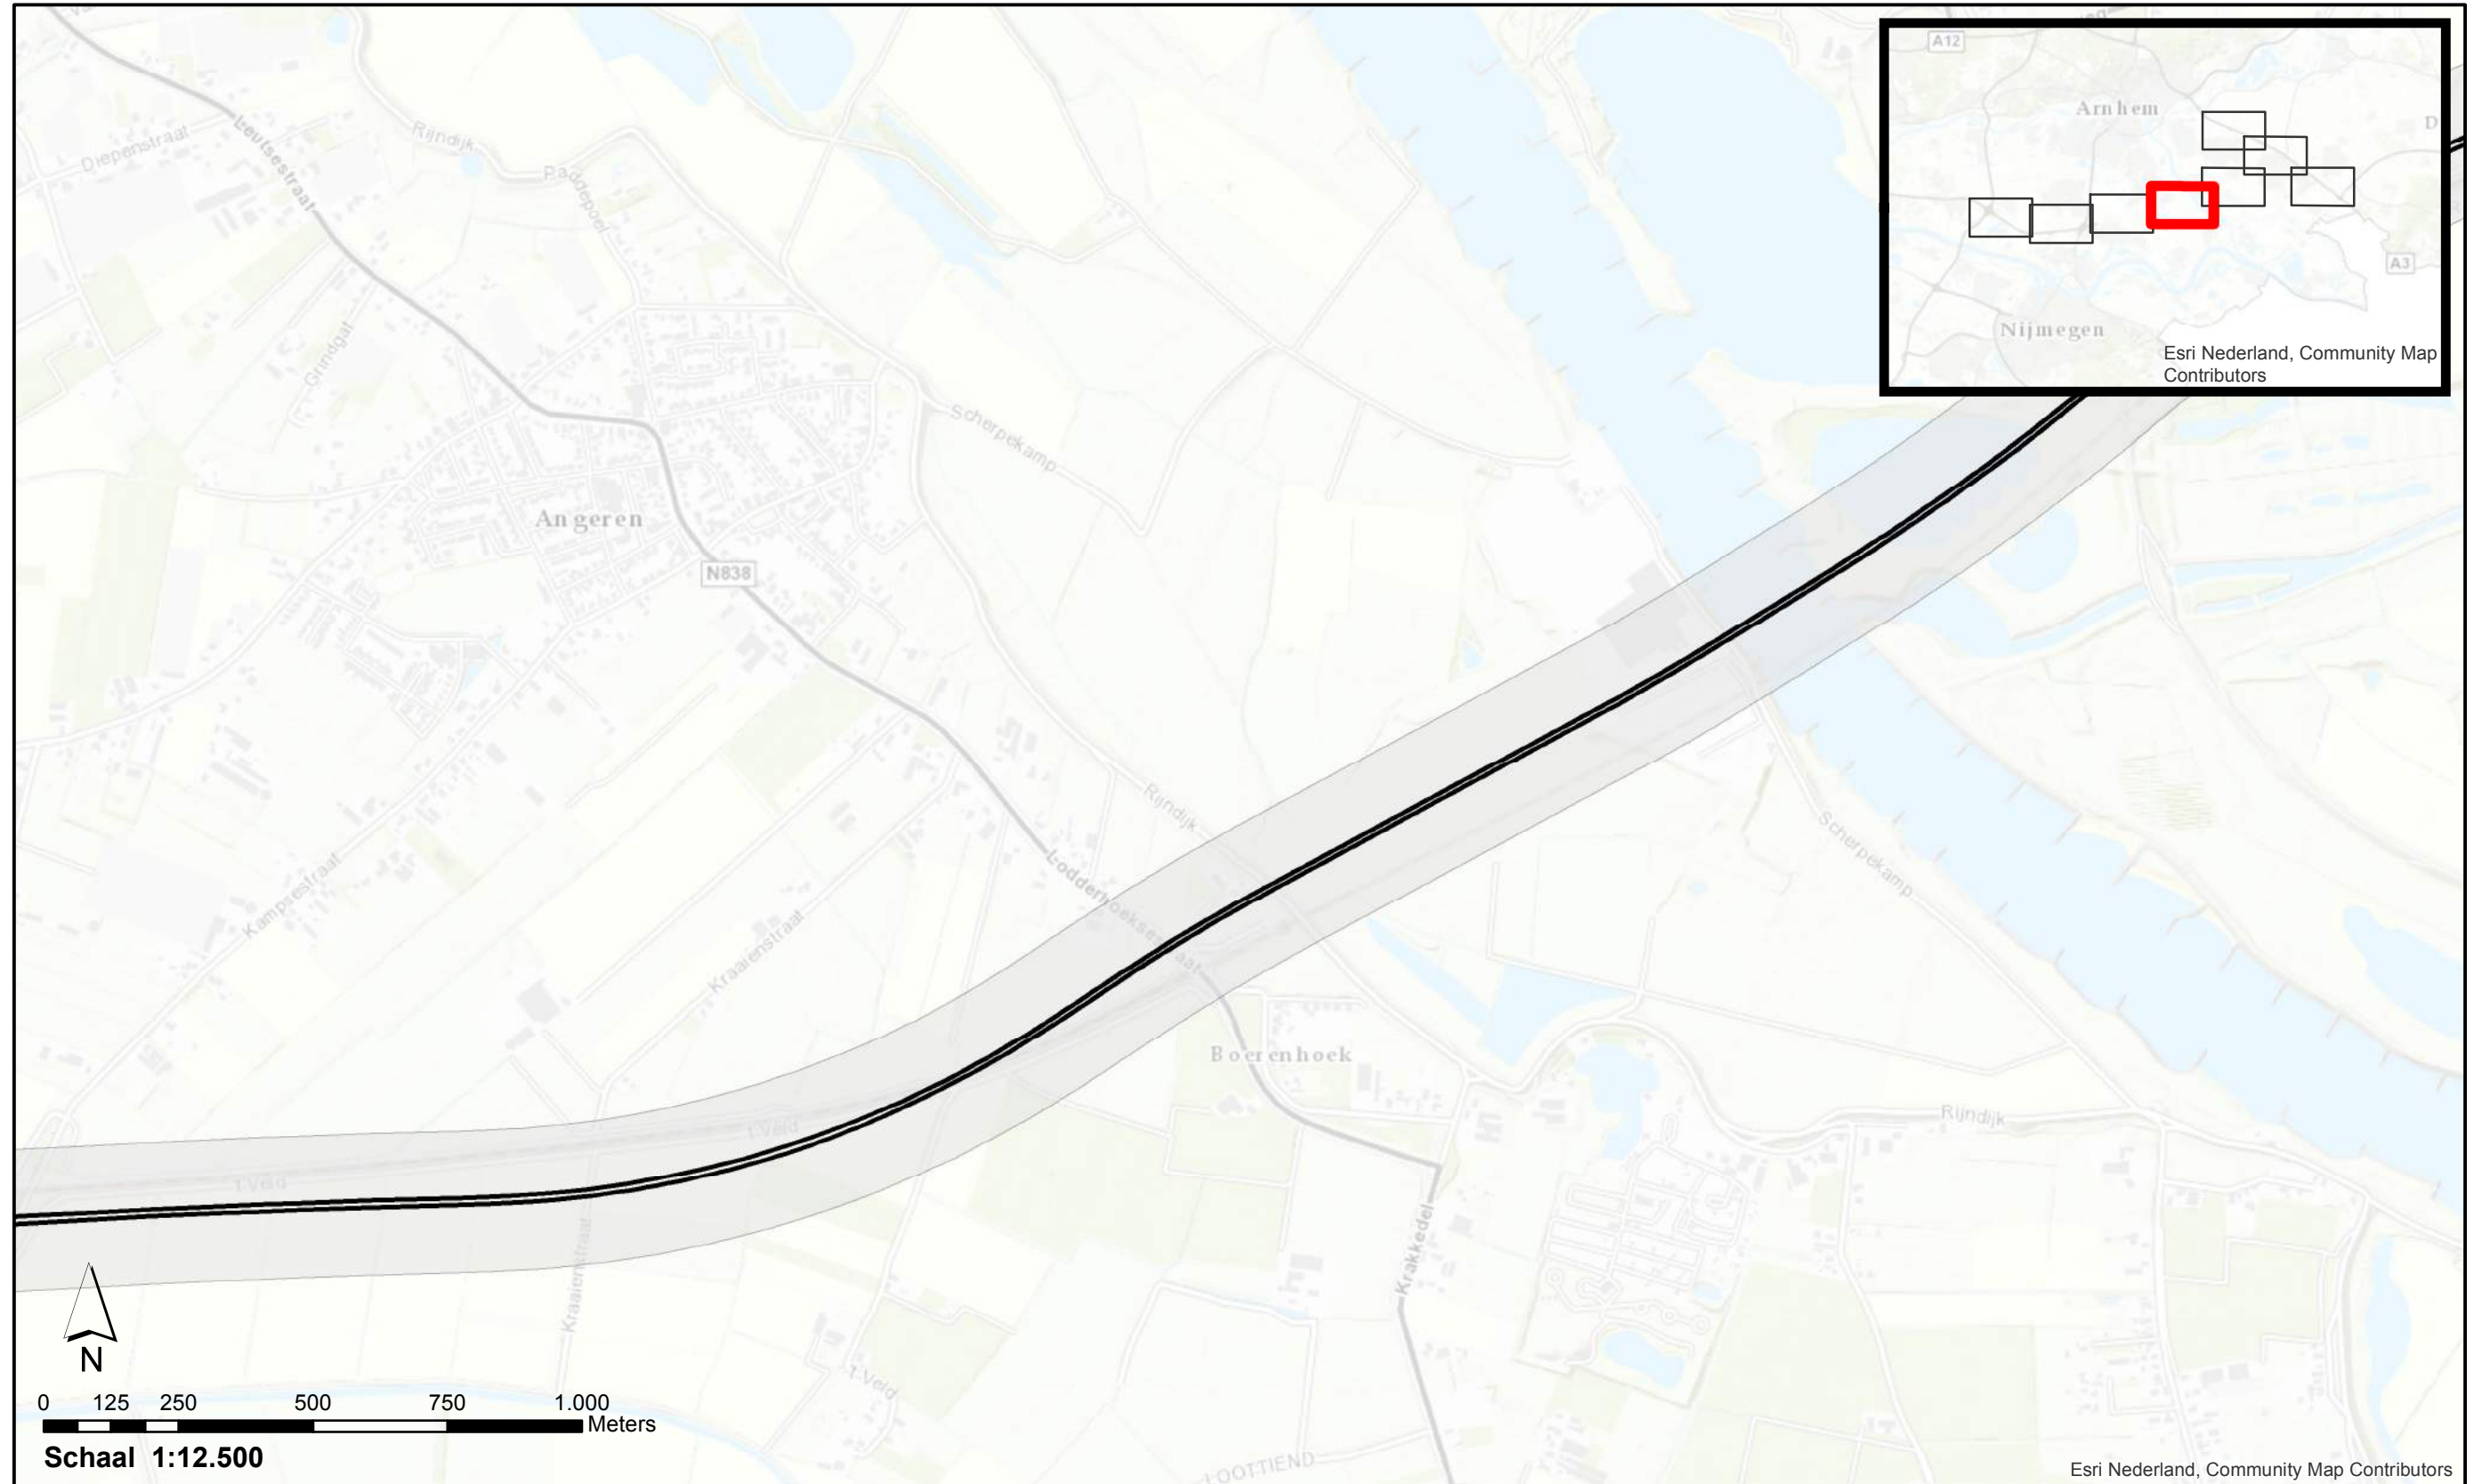 A12
Arnhem
D
A3
Nijmegen
Esri Nederland, Community Map
Contributors
Diepenstraat
Leutsestraat
Rijndijk
Paddepoel
Grindgat
Scherpekamp
Angeren
N838
Rijndijk
Lodderhoeksestraat
Scherpekamp
Kampsestraat
Kraaienstraat
Boerenhoek
Rijndijk
t Veld
T Veld
Kraaienstraat
Krakkedel
t Veld
LOOTTIEND
N
0 125 250 500 750 1.000
Meters
Schaal 1:12.500
Esri Nederland, Community Map Contributors